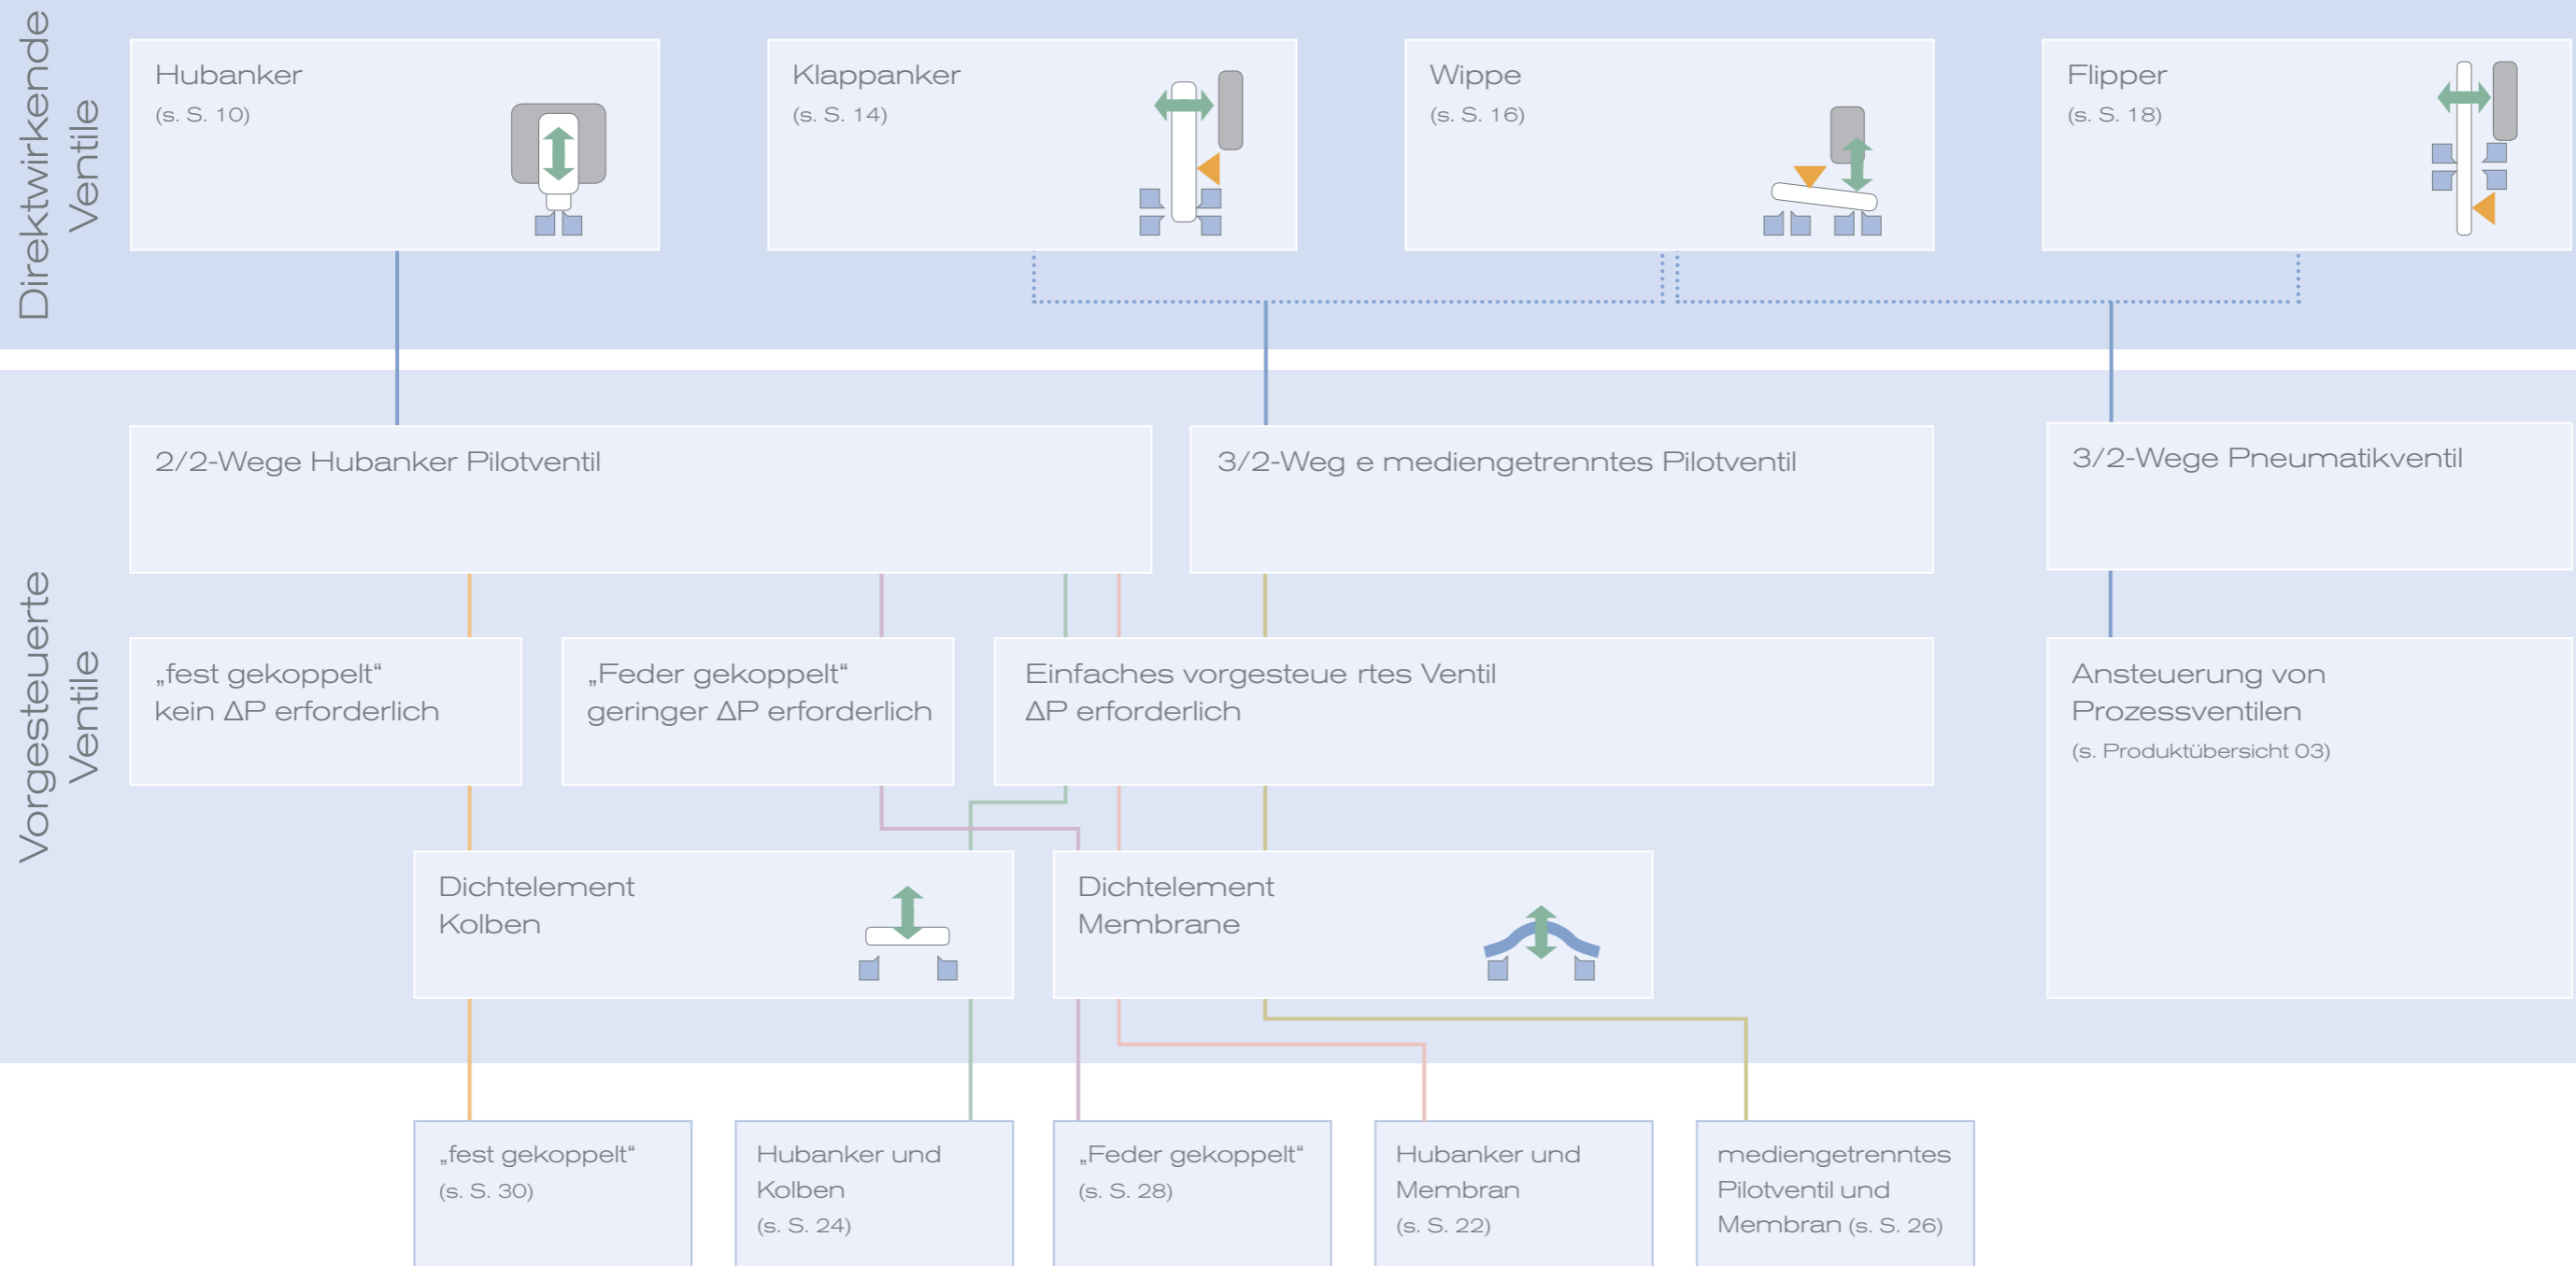 Direktwirkende
Ventile
Hubanker
(s. S. 10)
Klappanker
(s. S. 14)
Wippe
(s. S. 16)
Flipper
(s. S. 18)
Vorgesteuerte
Ventile
2/2-Wege Hubanker Pilotventil
3/2-Weg e mediengetrenntes Pilotventil
3/2-Wege Pneumatikventil
„fest gekoppelt“
kein ΔP erforderlich
„Feder gekoppelt“
geringer ΔP erforderlich
Einfaches vorgesteue rtes Ventil
ΔP erforderlich
Ansteuerung von
Prozessventilen
(s. Produktübersicht 03)
Dichtelement
Kolben
Dichtelement
Membrane
„fest gekoppelt“
(s. S. 30)
Hubanker und
Kolben
(s. S. 24)
„Feder gekoppelt“
(s. S. 28)
Hubanker und
Membran
(s. S. 22)
mediengetrenntes
Pilotventil und
Membran (s. S. 26)